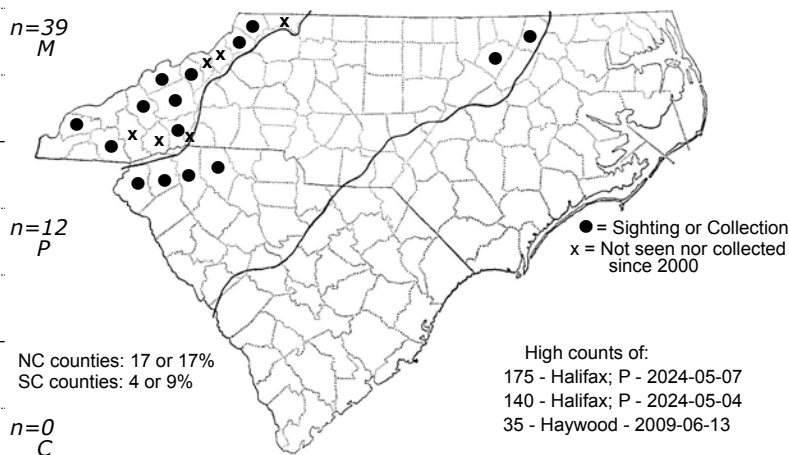 n=39
M
n=12
P
● = Sighting or Collection
x = Not seen nor collected
since 2000
NC counties: 17 or 17%
SC counties: 4 or 9%
High counts of:
175 - Halifax; P - 2024-05-07
140 - Halifax; P - 2024-05-04
35 - Haywood - 2009-06-13
n=0
C